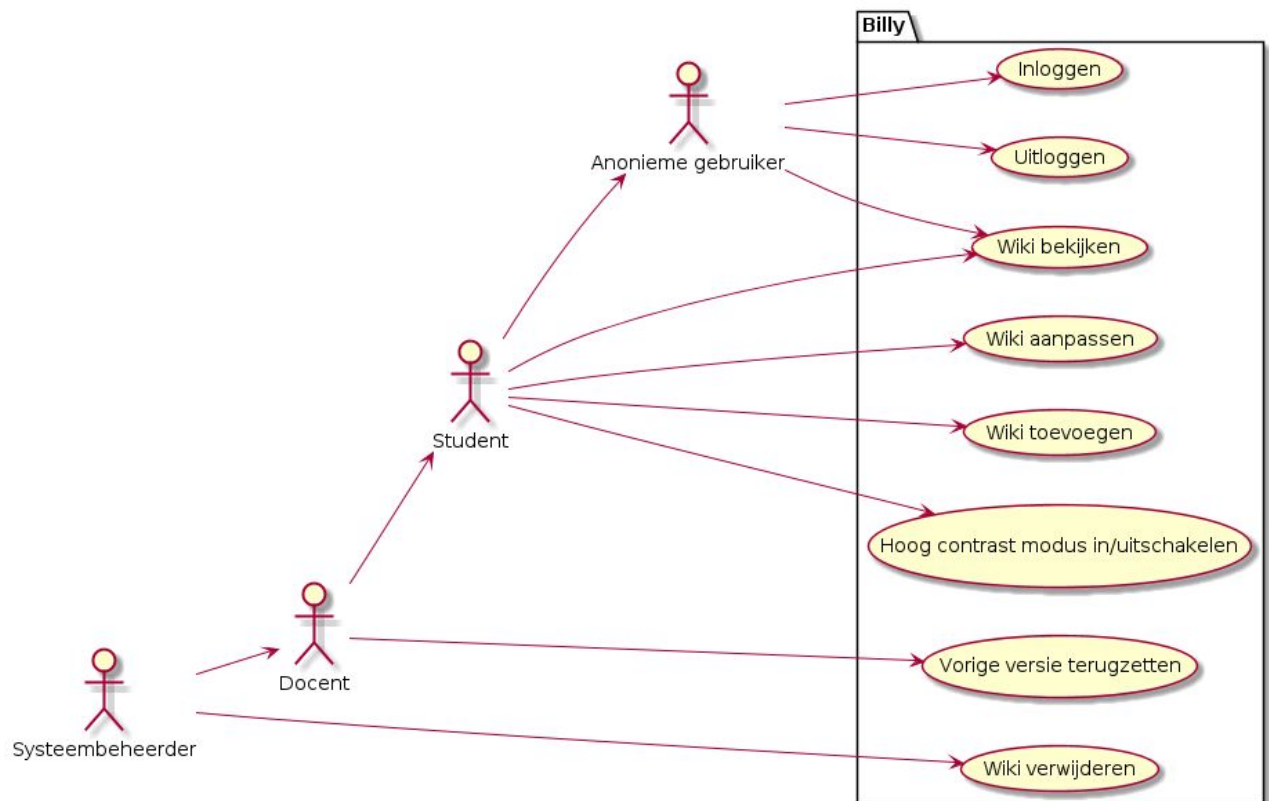 Billy
Inloggen
Anonieme gebruiker
Uitloggen
Wiki bekijken
Wiki aanpassen
Student
Wiki toevoegen
Hoog contrast modus in/uitschakelen
Docent
Vorige versie terugzetten
Systeembeheerder
Wiki verwijderen